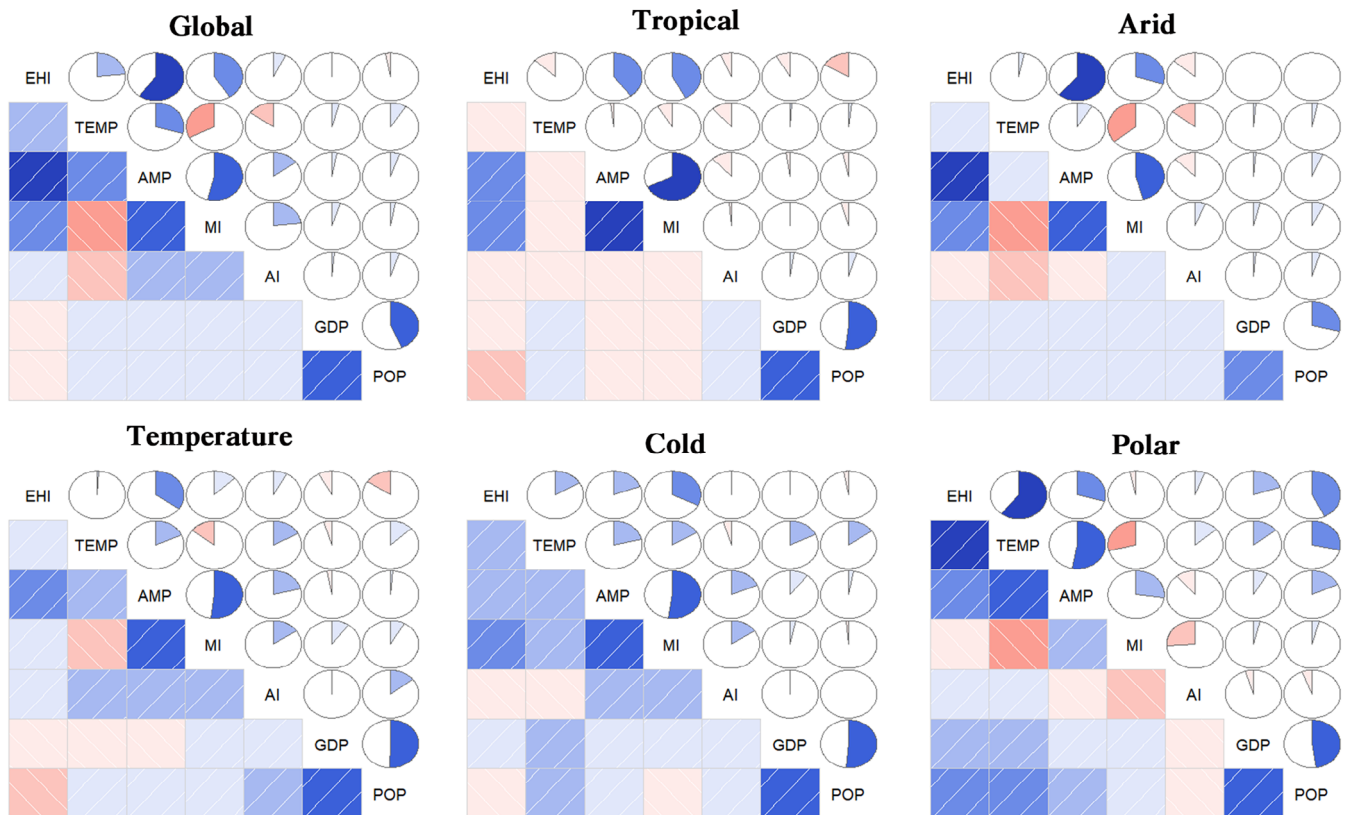 Global
Tropical
Arid
EHI
TEMP
AMP
MI
AI
GDP
POP
EHI
TEMP
AMP
MI
AI
GDP
POP
EHI
TEMP
AMP
MI
AI
GDP
POP
Temperature
Cold
Polar
EHI
TEMP
AMP
MI
AI
GDP
POP
EHI
TEMP
AMP
MI
AI
GDP
POP
EHI
TEMP
AMP
MI
AI
GDP
POP